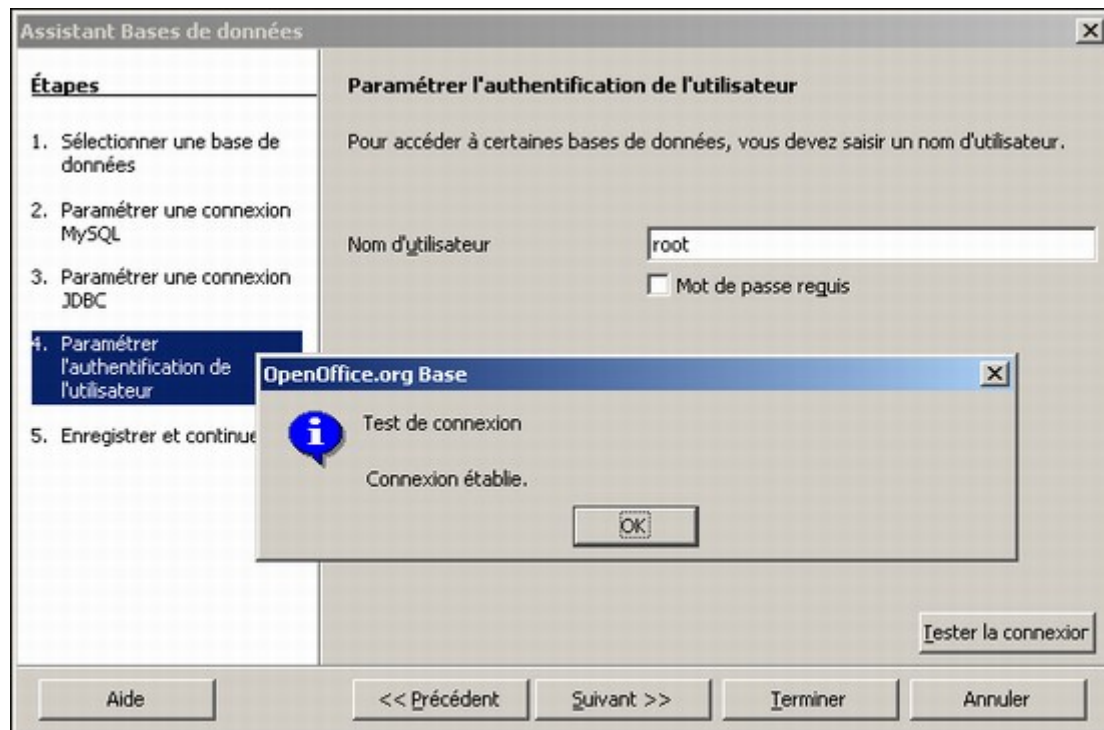 Assistant Bases de données
Étapes
1. Sélectionner une base de
données
2. Paramétrer une connexion
MySQL
3. Paramétrer une connexion
JDBC
4. Paramétrer
l'authentification de
l'utilisateur
5. Enregistrer et continue
Paramétrer l'authentification de l'utilisateur
Pour accéder à certaines bases de données, vous devez saisir un nom d'utilisateur.
Nom d'utilisateur
root
Mot de passe requis
OpenOffice.org Base
Test de connexion
Connexion établie.
OK
Tester la connexior
Aide
<< Précédent
Suivant >>
Terminer
Annuler